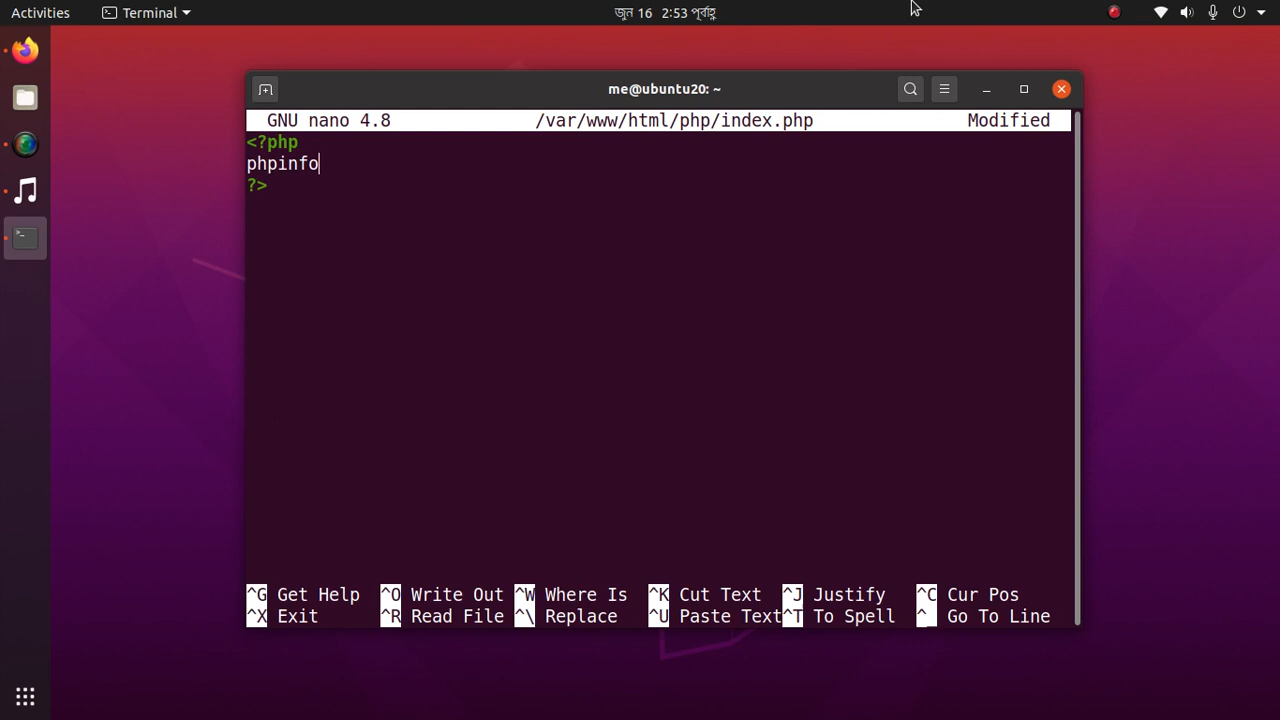 Activities
Terminal
জুন 16 2:53 পূর্বাহ্ণ
me@ubuntu20: ~
GNU nano 4.8 /var/www/html/php/index.php Modified
<?php
phpinfo
?>
^G Get Help ^O Write Out ^W Where Is ^K Cut Text ^J Justify ^C Cur Pos
^X Exit ^R Read File ^\ Replace ^U Paste Text ^T To Spell ^_ Go To Line